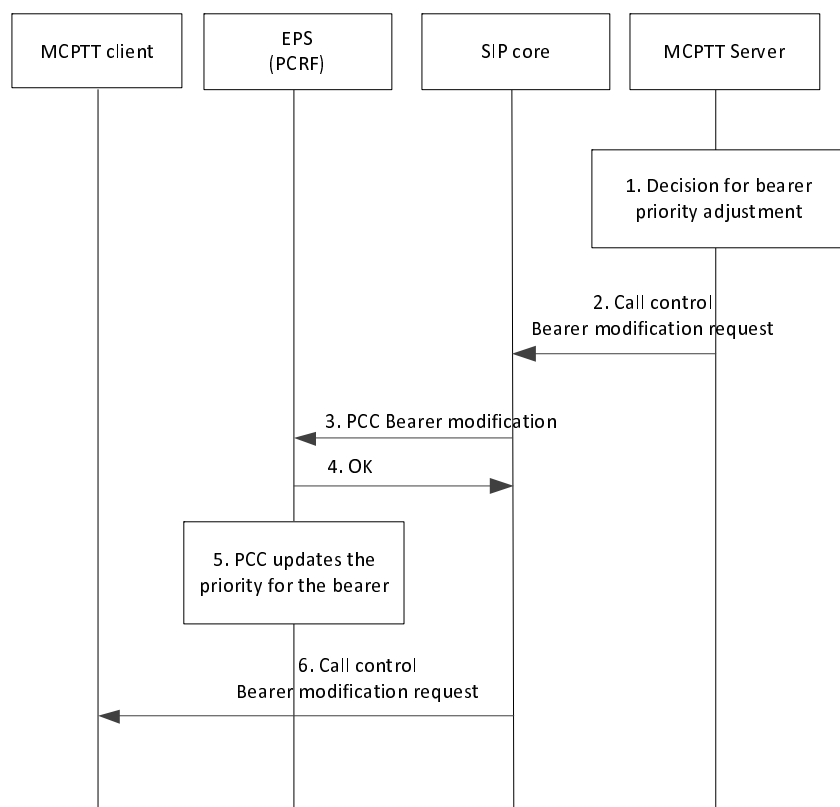 MCPTT client
EPS
(PCRF)
SIP core
MCPTT Server
1. Decision for bearer
priority adjustment
2. Call control
Bearer modification request
3. PCC Bearer modification
4. OK
5. PCC updates the
priority for the bearer
6. Call control
Bearer modification request